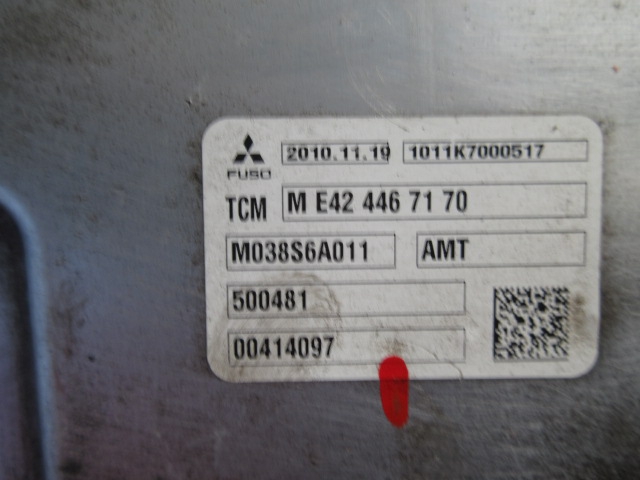 2010.11.19 1011K7000517
FUSO
TCM M E42 446 71 70
M038S6A011 AMT
500481
00414097